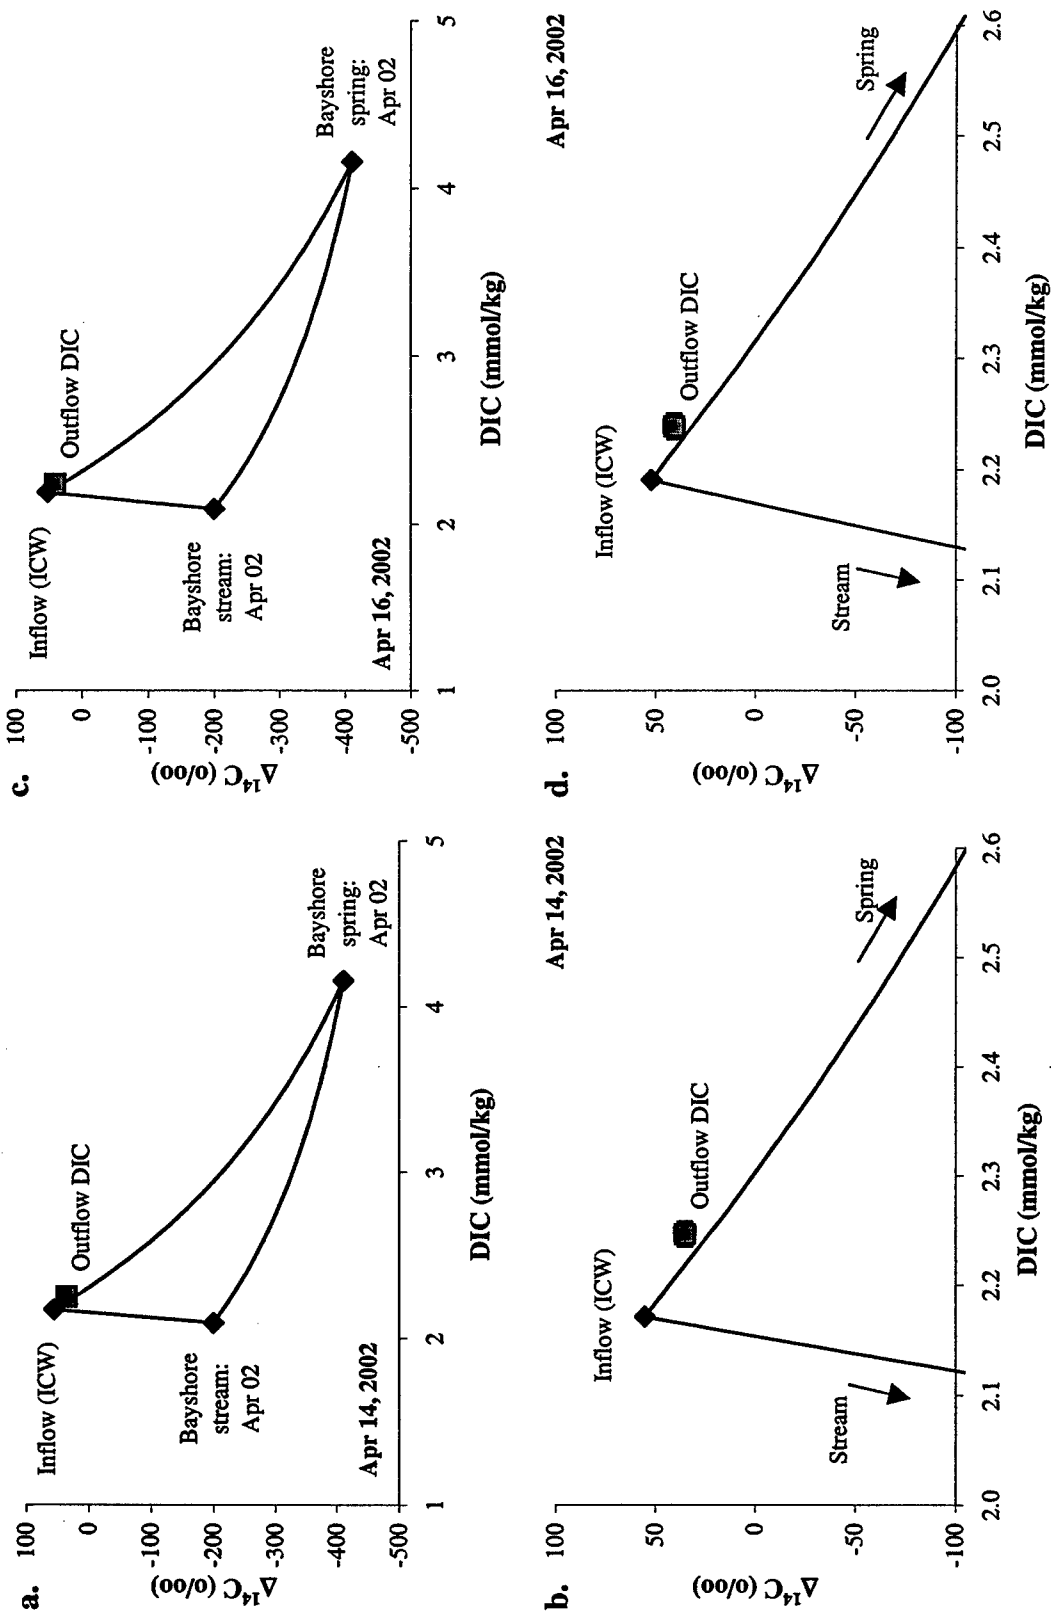 a.
100
0
-100
-200
-300
-400
-500
Δ¹⁴C (o/oo)
1
2
3
4
5
DIC (mmol/kg)
Inflow (ICW)
Outflow DIC
Bayshore
stream:
Apr 02
Bayshore
spring:
Apr 02
Apr 14, 2002
b.
100
50
0
-50
-100
Δ¹⁴C (o/oo)
2.0
2.1
2.2
2.3
2.4
2.5
2.6
DIC (mmol/kg)
Apr 14, 2002
Inflow (ICW)
Outflow DIC
Stream
Spring
c.
100
0
-100
-200
-300
-400
-500
Δ¹⁴C (o/oo)
1
2
3
4
5
DIC (mmol/kg)
Inflow (ICW)
Outflow DIC
Bayshore
stream:
Apr 02
Bayshore
spring:
Apr 02
Apr 16, 2002
d.
100
50
0
-50
-100
Δ¹⁴C (o/oo)
2.0
2.1
2.2
2.3
2.4
2.5
2.6
DIC (mmol/kg)
Apr 16, 2002
Inflow (ICW)
Outflow DIC
Stream
Spring